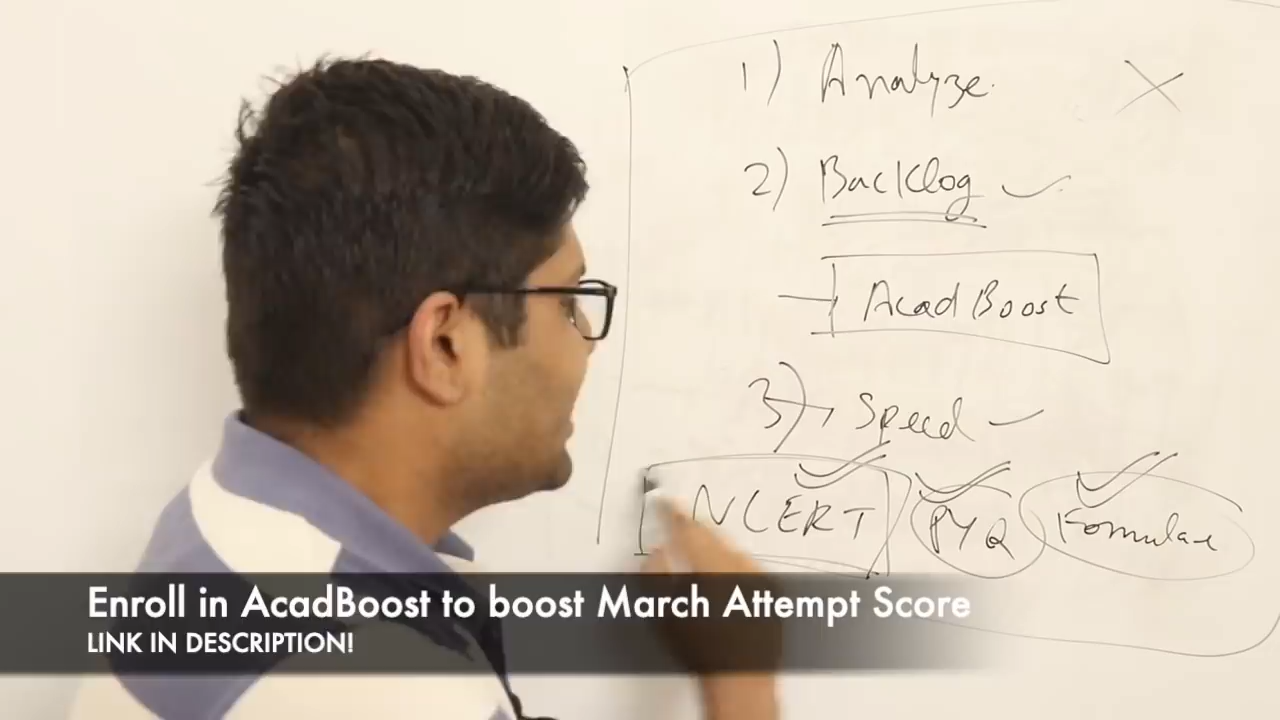 1) Analyze.
2) Backlog
AcadBoost
3) Speed
NCERT PYQ Formulae
Enroll in AcadBoost to boost March Attempt Score
LINK IN DESCRIPTION!